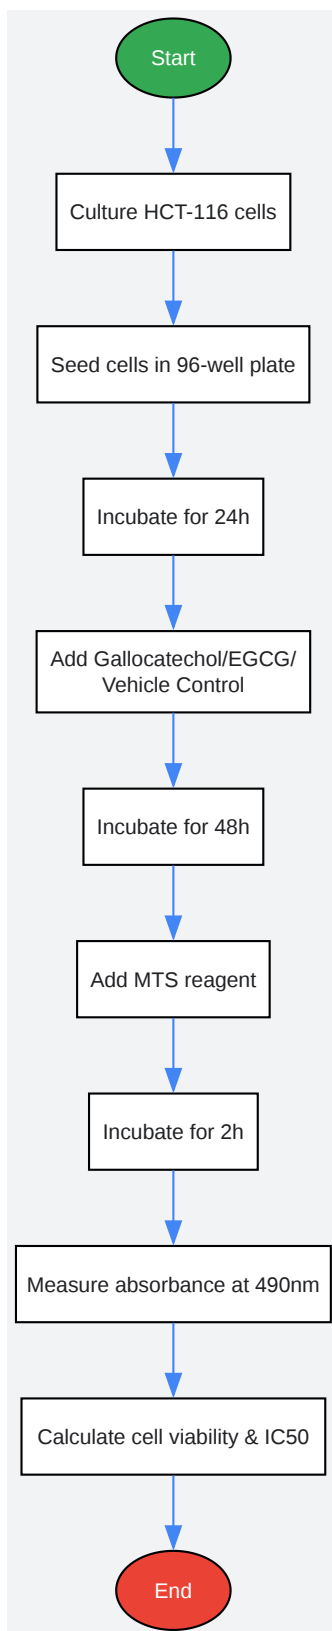 Start
Culture HCT-116 cells
Seed cells in 96-well plate
Incubate for 24h
Add Gallocatechol/EGCG/
Vehicle Control
Incubate for 48h
Add MTS reagent
Incubate for 2h
Measure absorbance at 490nm
Calculate cell viability & IC50
End